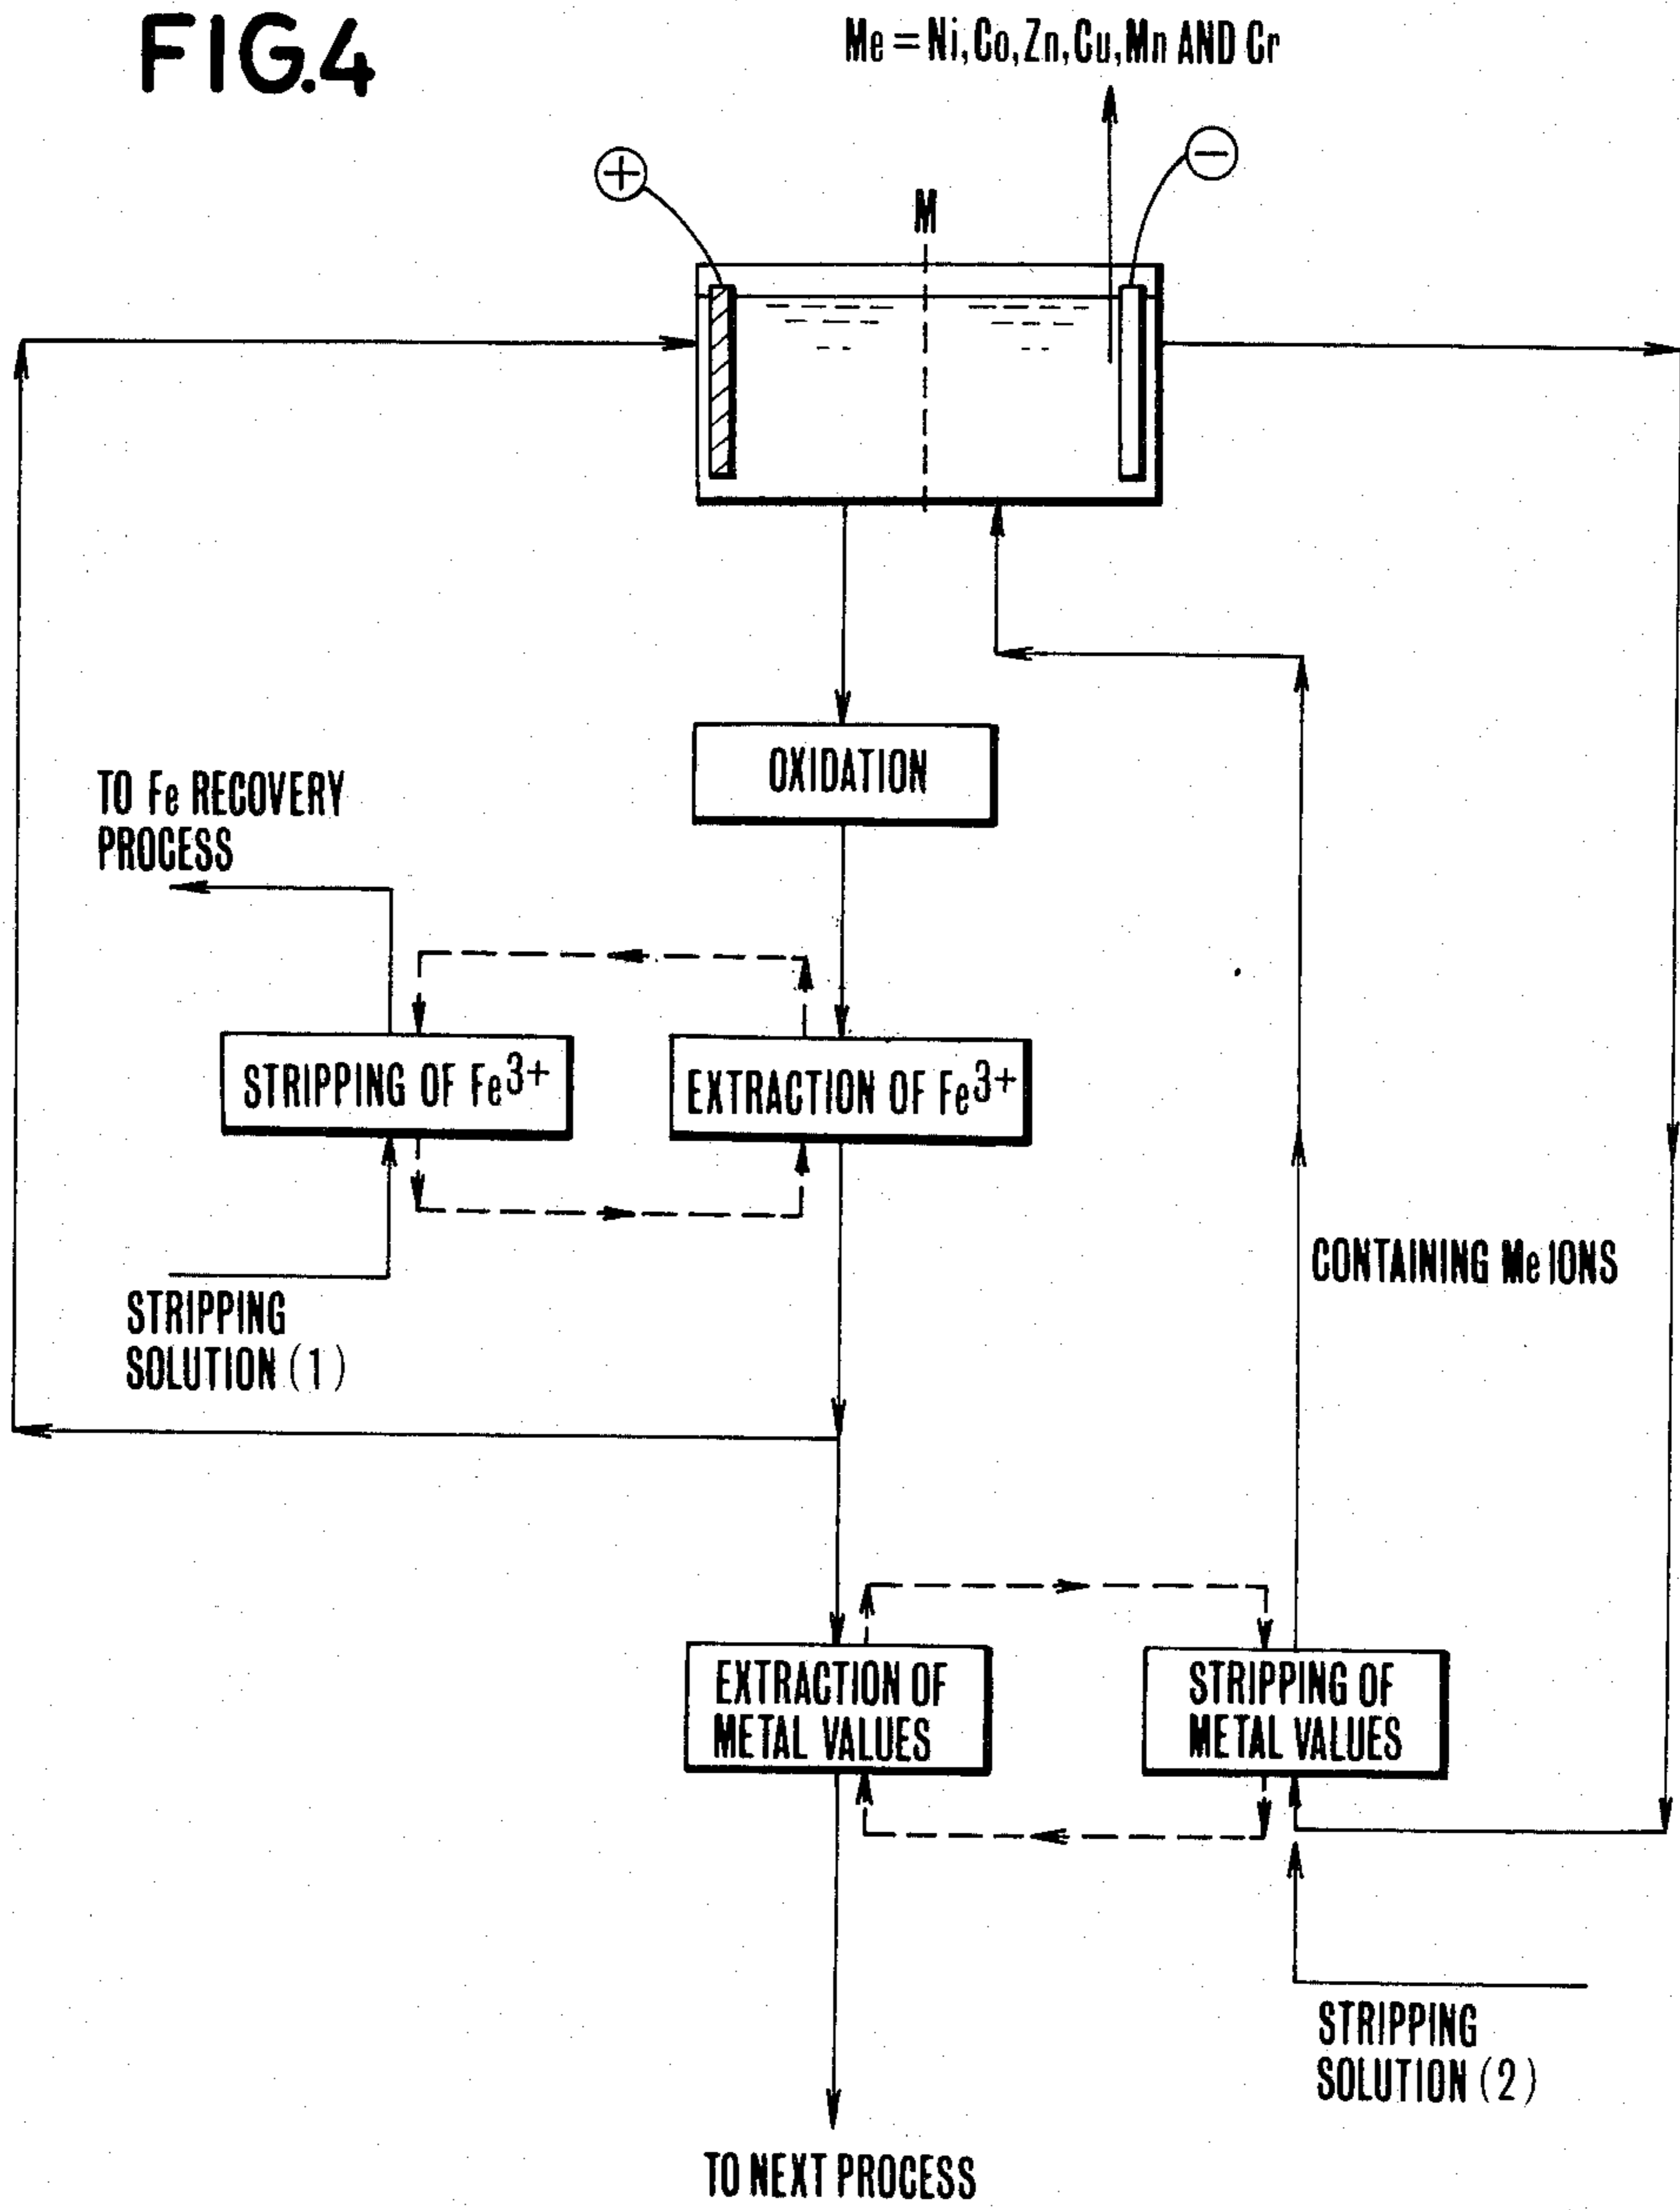 FIG.4
Me = Ni, Co, Zn, Cu, Mn AND Cr
+
−
M
OXIDATION
TO Fe RECOVERY
PROCESS
STRIPPING OF Fe3+
EXTRACTION OF Fe3+
CONTAINING Me IONS
STRIPPING
SOLUTION (1)
EXTRACTION OF
METAL VALUES
STRIPPING OF
METAL VALUES
STRIPPING
SOLUTION (2)
TO NEXT PROCESS